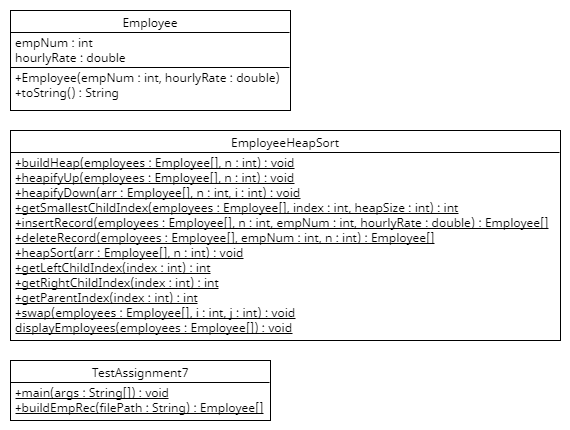 Employee
empNum : int
hourlyRate : double
+Employee(empNum : int, hourlyRate : double)
+toString() : String
EmployeeHeapSort
+buildHeap(employees : Employee[], n : int) : void
+heapifyUp(employees : Employee[], n : int) : void
+heapifyDown(arr : Employee[], n : int, i : int) : void
+getSmallestChildIndex(employees : Employee[], index : int, heapSize : int) : int
+insertRecord(employees : Employee[], n : int, empNum : int, hourlyRate : double) : Employee[]
+deleteRecord(employees : Employee[], empNum : int, n : int) : Employee[]
+heapSort(arr : Employee[], n : int) : void
+getLeftChildIndex(index : int) : int
+getRightChildIndex(index : int) : int
+getParentIndex(index : int) : int
+swap(employees : Employee[], i : int, j : int) : void
displayEmployees(employees : Employee[]) : void
TestAssignment7
+main(args : String[]) : void
+buildEmpRec(filePath : String) : Employee[]